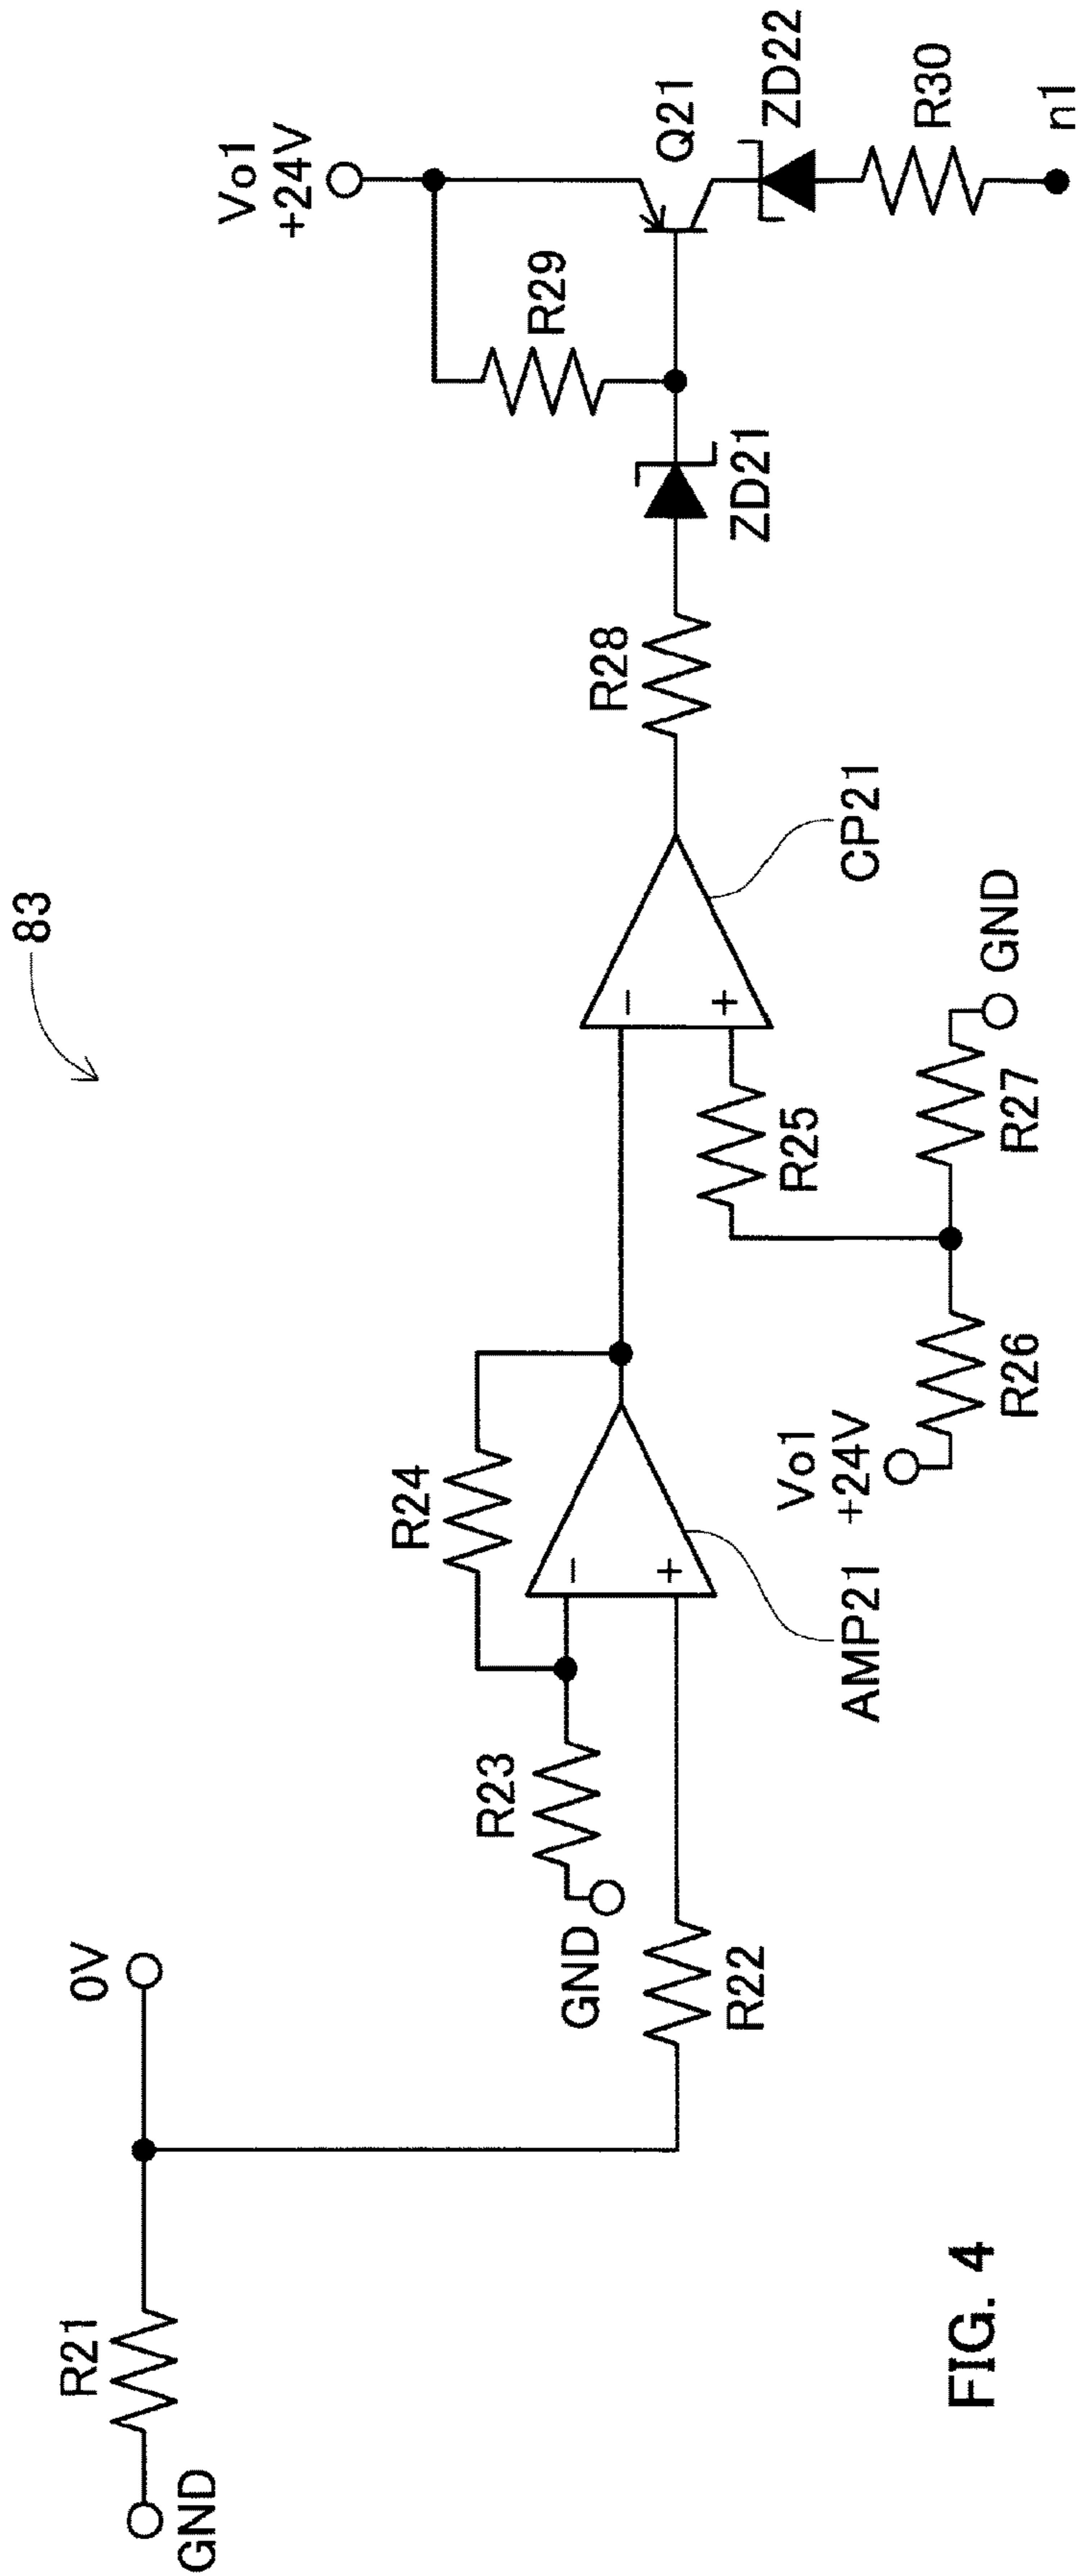 83
Vo1
+24V
R29
Q21
ZD22
R30
n1
ZD21
R28
CP21
GND
R27
R25
R26
Vo1
+24V
R24
AMP21
R23
GND
R22
0V
R21
GND
FIG. 4